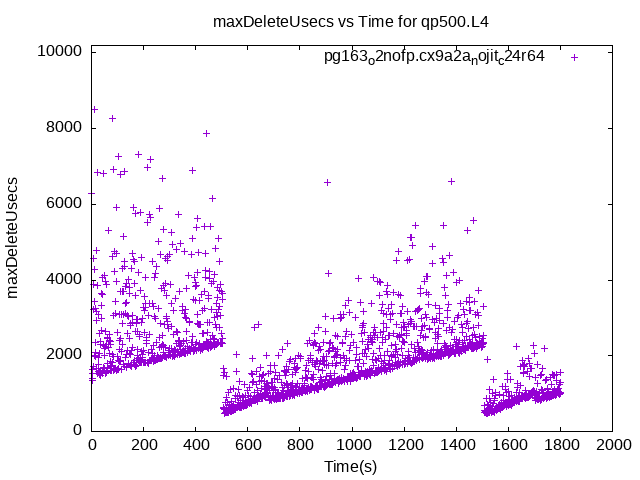 maxDeleteUsecs vs Time for qp500.L4
pg163o2nofp.cx9a2a_nojit_c24r64
10000
8000
6000
4000
2000
0
maxDeleteUsecs
0 200 400 600 800 1000 1200 1400 1600 1800 2000
Time(s)